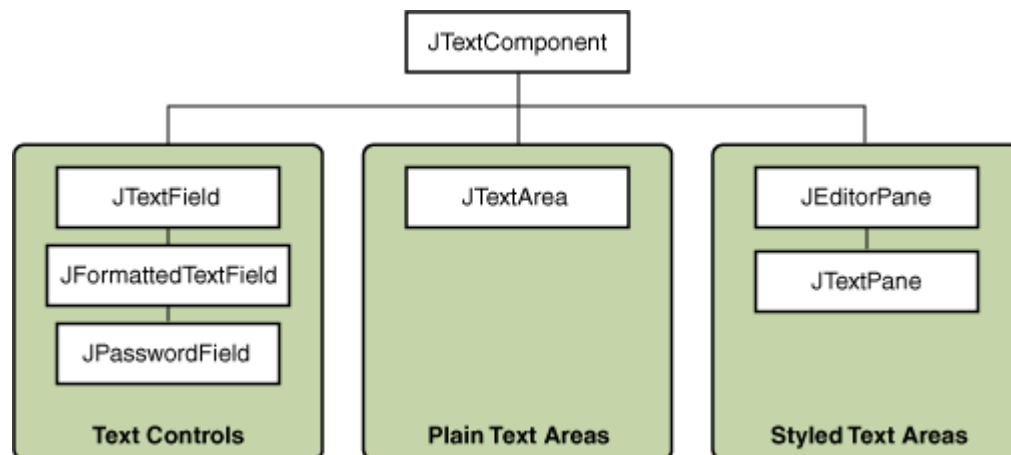 JTextComponent
JTextField
JFormattedTextField
JPasswordField
Text Controls
JTextArea
Plain Text Areas
JEditorPane
JTextPane
Styled Text Areas